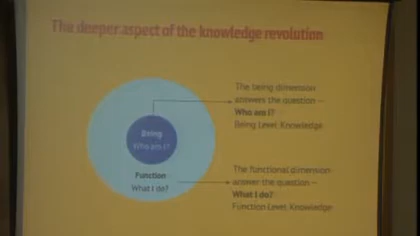 The deeper aspect of the knowledge revolution
Being
Who am I?
Function
What I do?
The being dimension
answers the question –
Who am I?
Being Level Knowledge
The functional dimension
answer the question –
What I do?
Function Level Knowledge